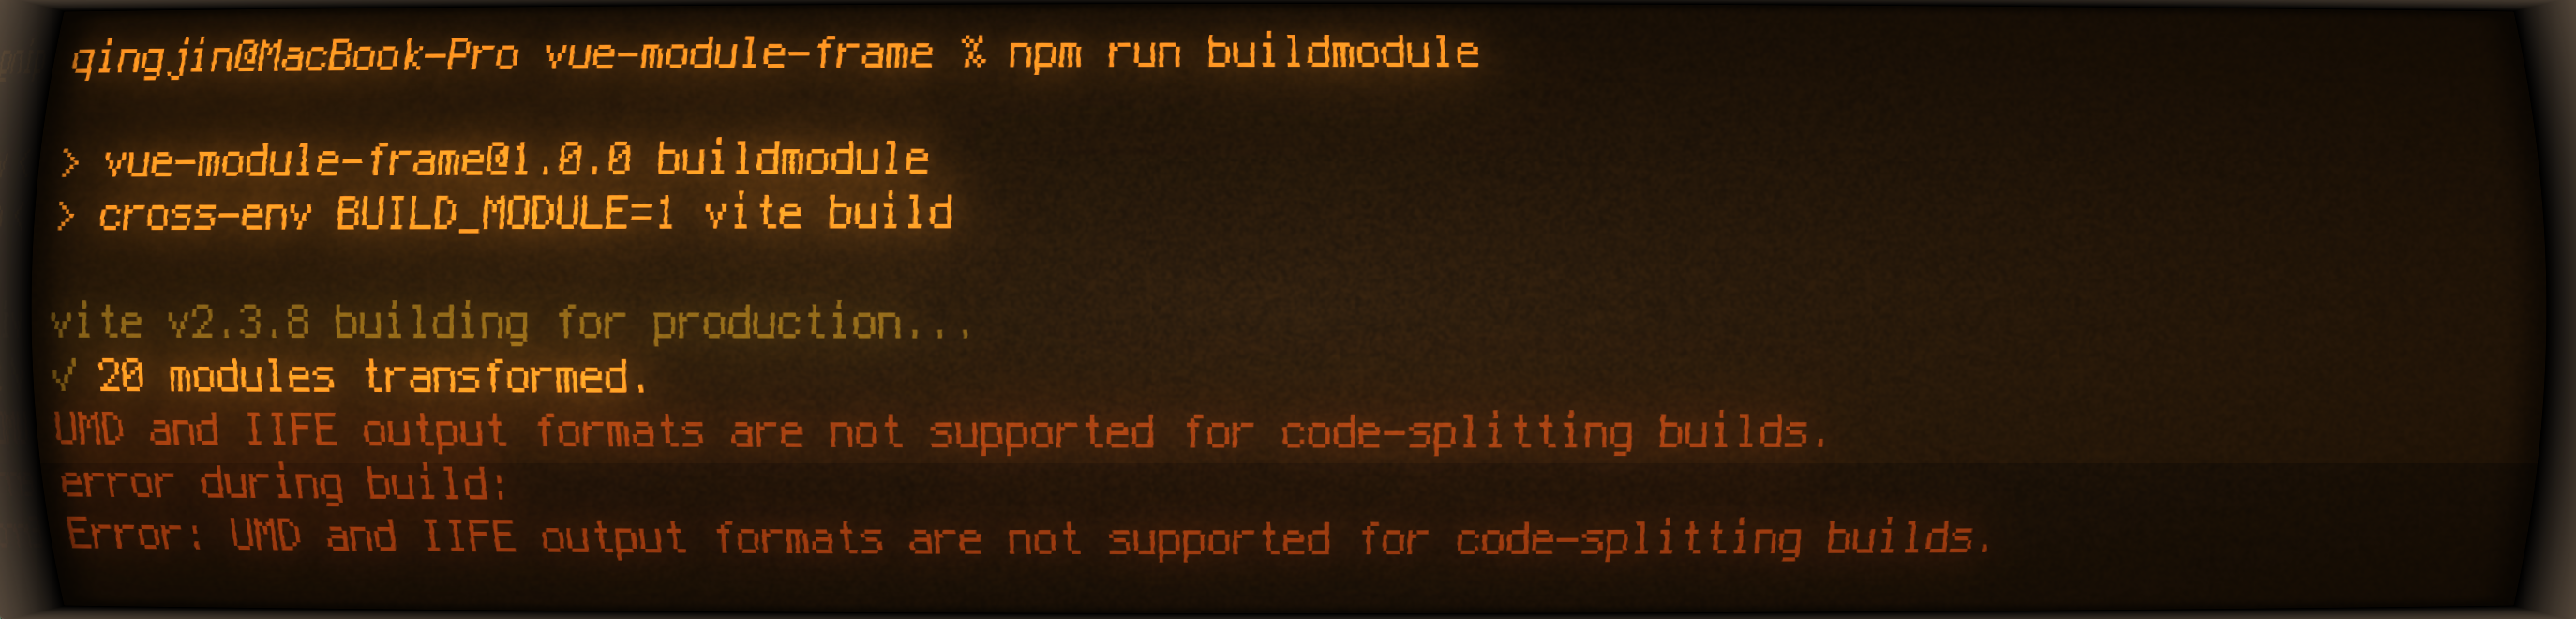 qingjin@MacBook-Pro vue-module-frame % npm run buildmodule
> vue-module-frame@1.0.0 buildmodule
> cross-env BUILD_MODULE=1 vite build
vite v2.3.8 building for production...
✓ 20 modules transformed.
UMD and IIFE output formats are not supported for code-splitting builds.
error during build:
Error: UMD and IIFE output formats are not supported for code-splitting builds.